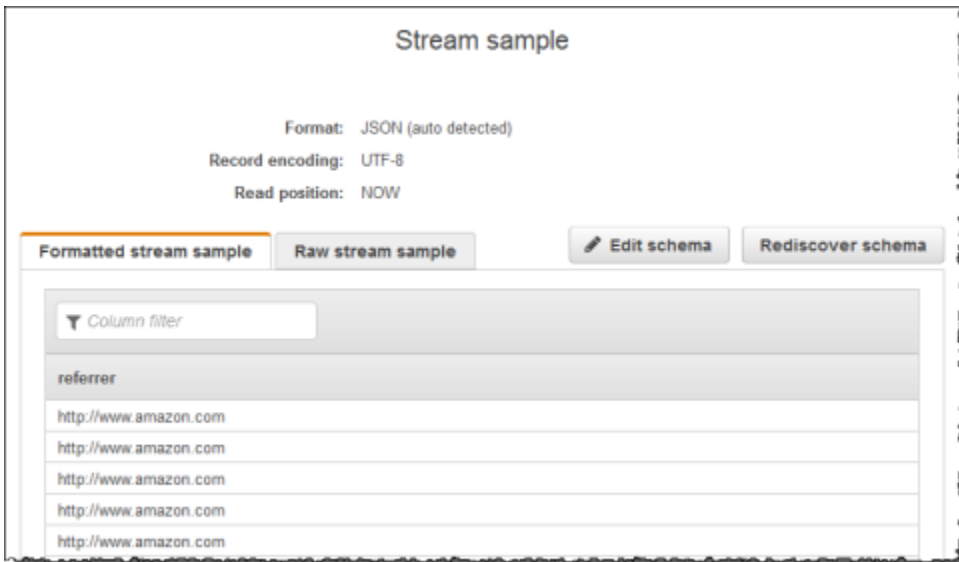 Stream sample
Format: JSON (auto detected)
Record encoding: UTF-8
Read position: NOW
Formatted stream sample Raw stream sample Edit schema Rediscover schema
Column filter
referrer
http://www.amazon.com
http://www.amazon.com
http://www.amazon.com
http://www.amazon.com
http://www.amazon.com